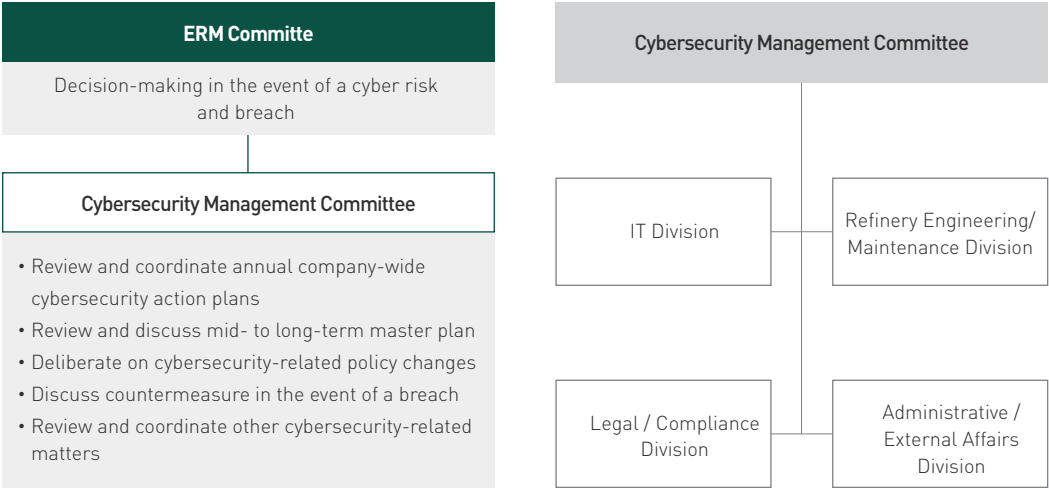 ERM Committe
Decision-making in the event of a cyber risk
and breach
Cybersecurity Management Committee
• Review and coordinate annual company-wide
cybersecurity action plans
• Review and discuss mid- to long-term master plan
• Deliberate on cybersecurity-related policy changes
• Discuss countermeasure in the event of a breach
• Review and coordinate other cybersecurity-related
matters
Cybersecurity Management Committee
IT Division
Refinery Engineering/
Maintenance Division
Legal / Compliance
Division
Administrative /
External Affairs
Division